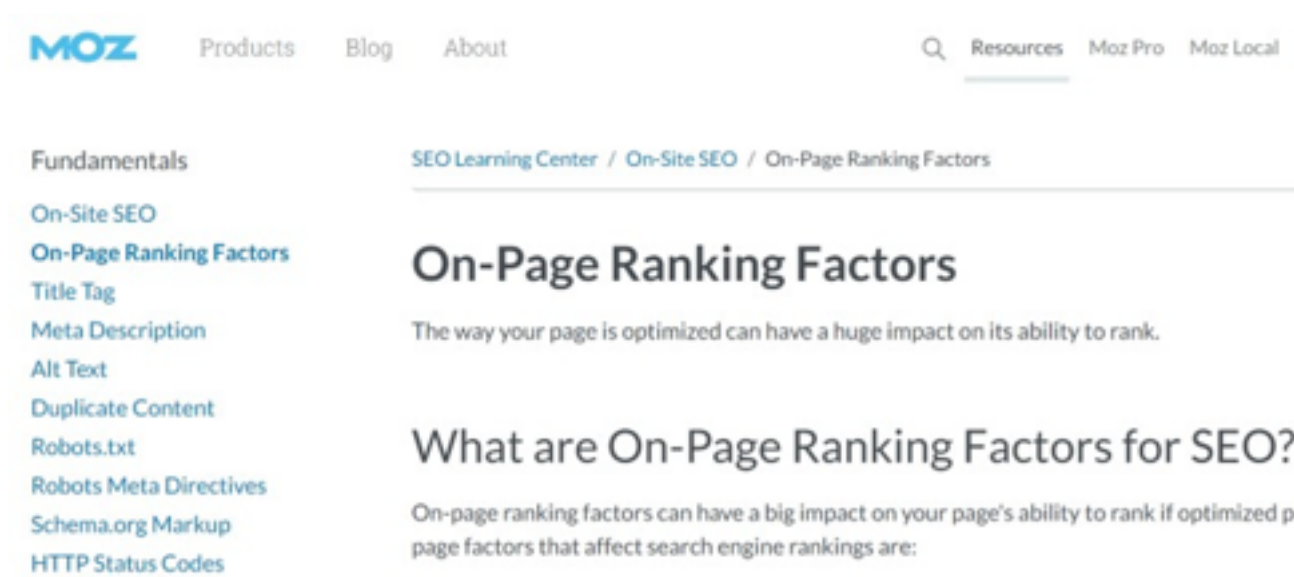 MOZ Products Blog About Resources Moz Pro Moz Local
Fundamentals
On-Site SEO
On-Page Ranking Factors
Title Tag
Meta Description
Alt Text
Duplicate Content
Robots.txt
Robots Meta Directives
Schema.org Markup
HTTP Status Codes
SEO Learning Center / On-Site SEO / On-Page Ranking Factors
On-Page Ranking Factors
The way your page is optimized can have a huge impact on its ability to rank.
What are On-Page Ranking Factors for SEO?
On-page ranking factors can have a big impact on your page's ability to rank if optimized p
page factors that affect search engine rankings are: